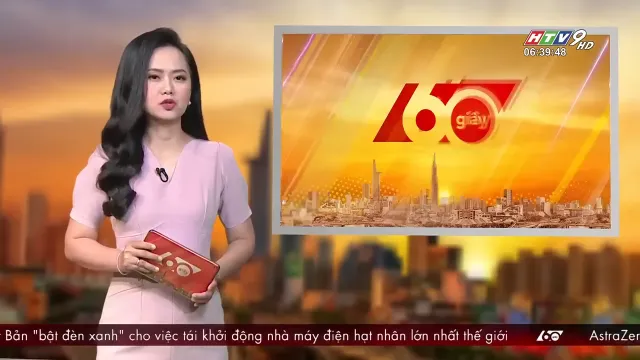 HTV9 HD
06:39:48
60 giây
60
Bản "bật đèn xanh" cho việc tái khởi động nhà máy điện hạt nhân lớn nhất thế giới 60 AstraZe